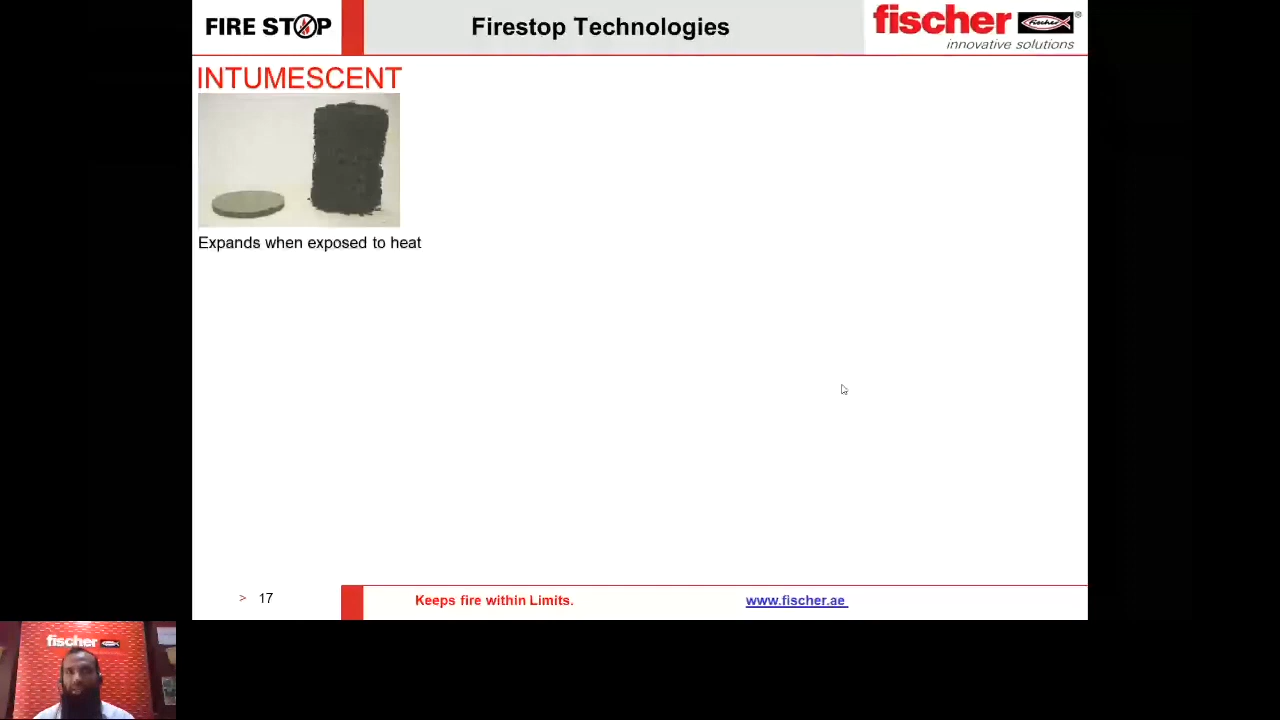 FIRE STOP
Firestop Technologies
fischer
fischer
®
innovative solutions
INTUMESCENT
Expands when exposed to heat
> 17
Keeps fire within Limits.
www.fischer.ae
fischer